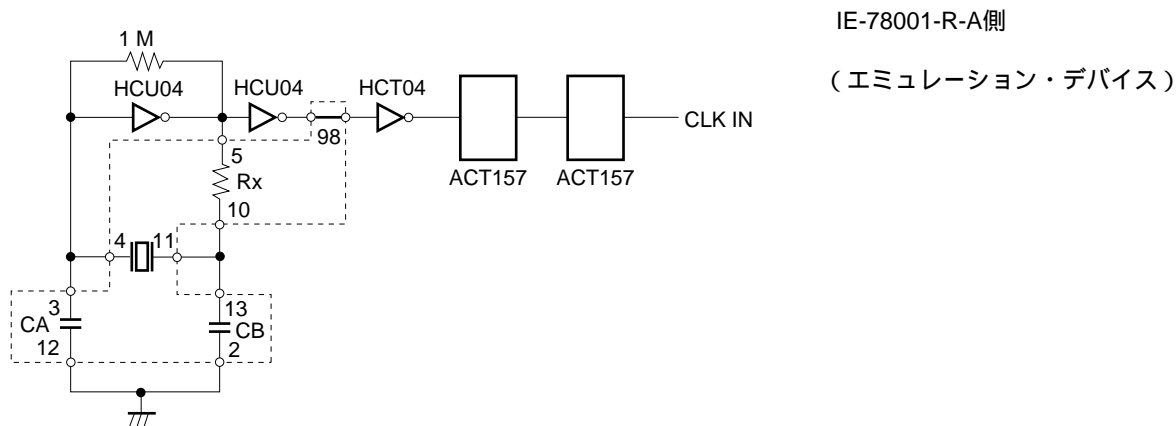 IE-78001-R-A側
（エミュレーション・デバイス）
1 M
HCU04
HCU04
HCT04
98
CLK IN
ACT157
ACT157
5
Rx
10
4
11
3
CA
12
13
CB
2